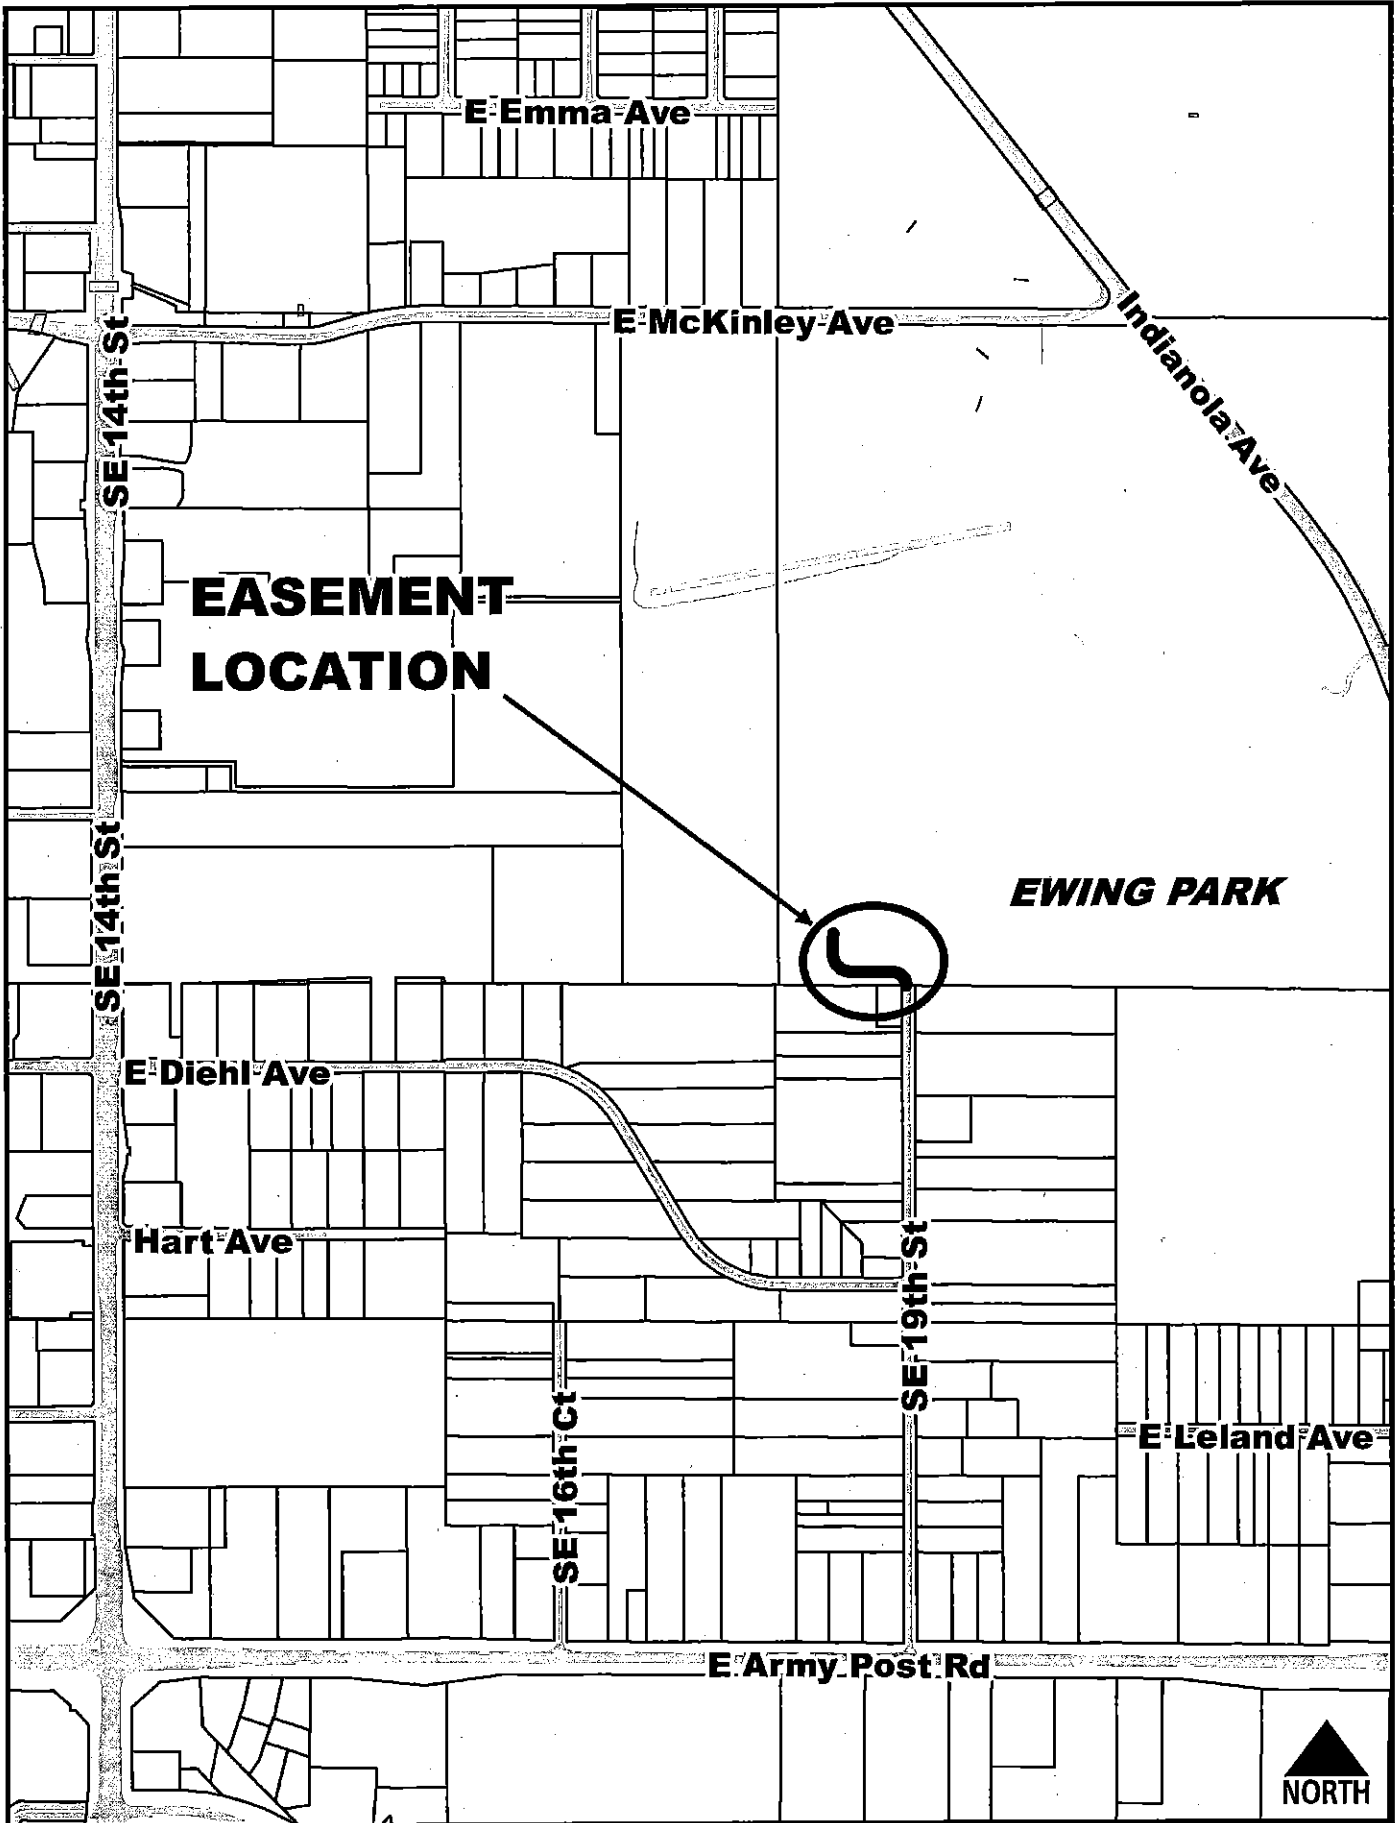 E Emma Ave
E McKinley Ave
Indianola Ave
SE 14th St
EASEMENT
LOCATION
SE 14th St
EWING PARK
E Diehl Ave
Hart Ave
SE 19th St
SE 16th Ct
E Leland Ave
E Army Post Rd
NORTH